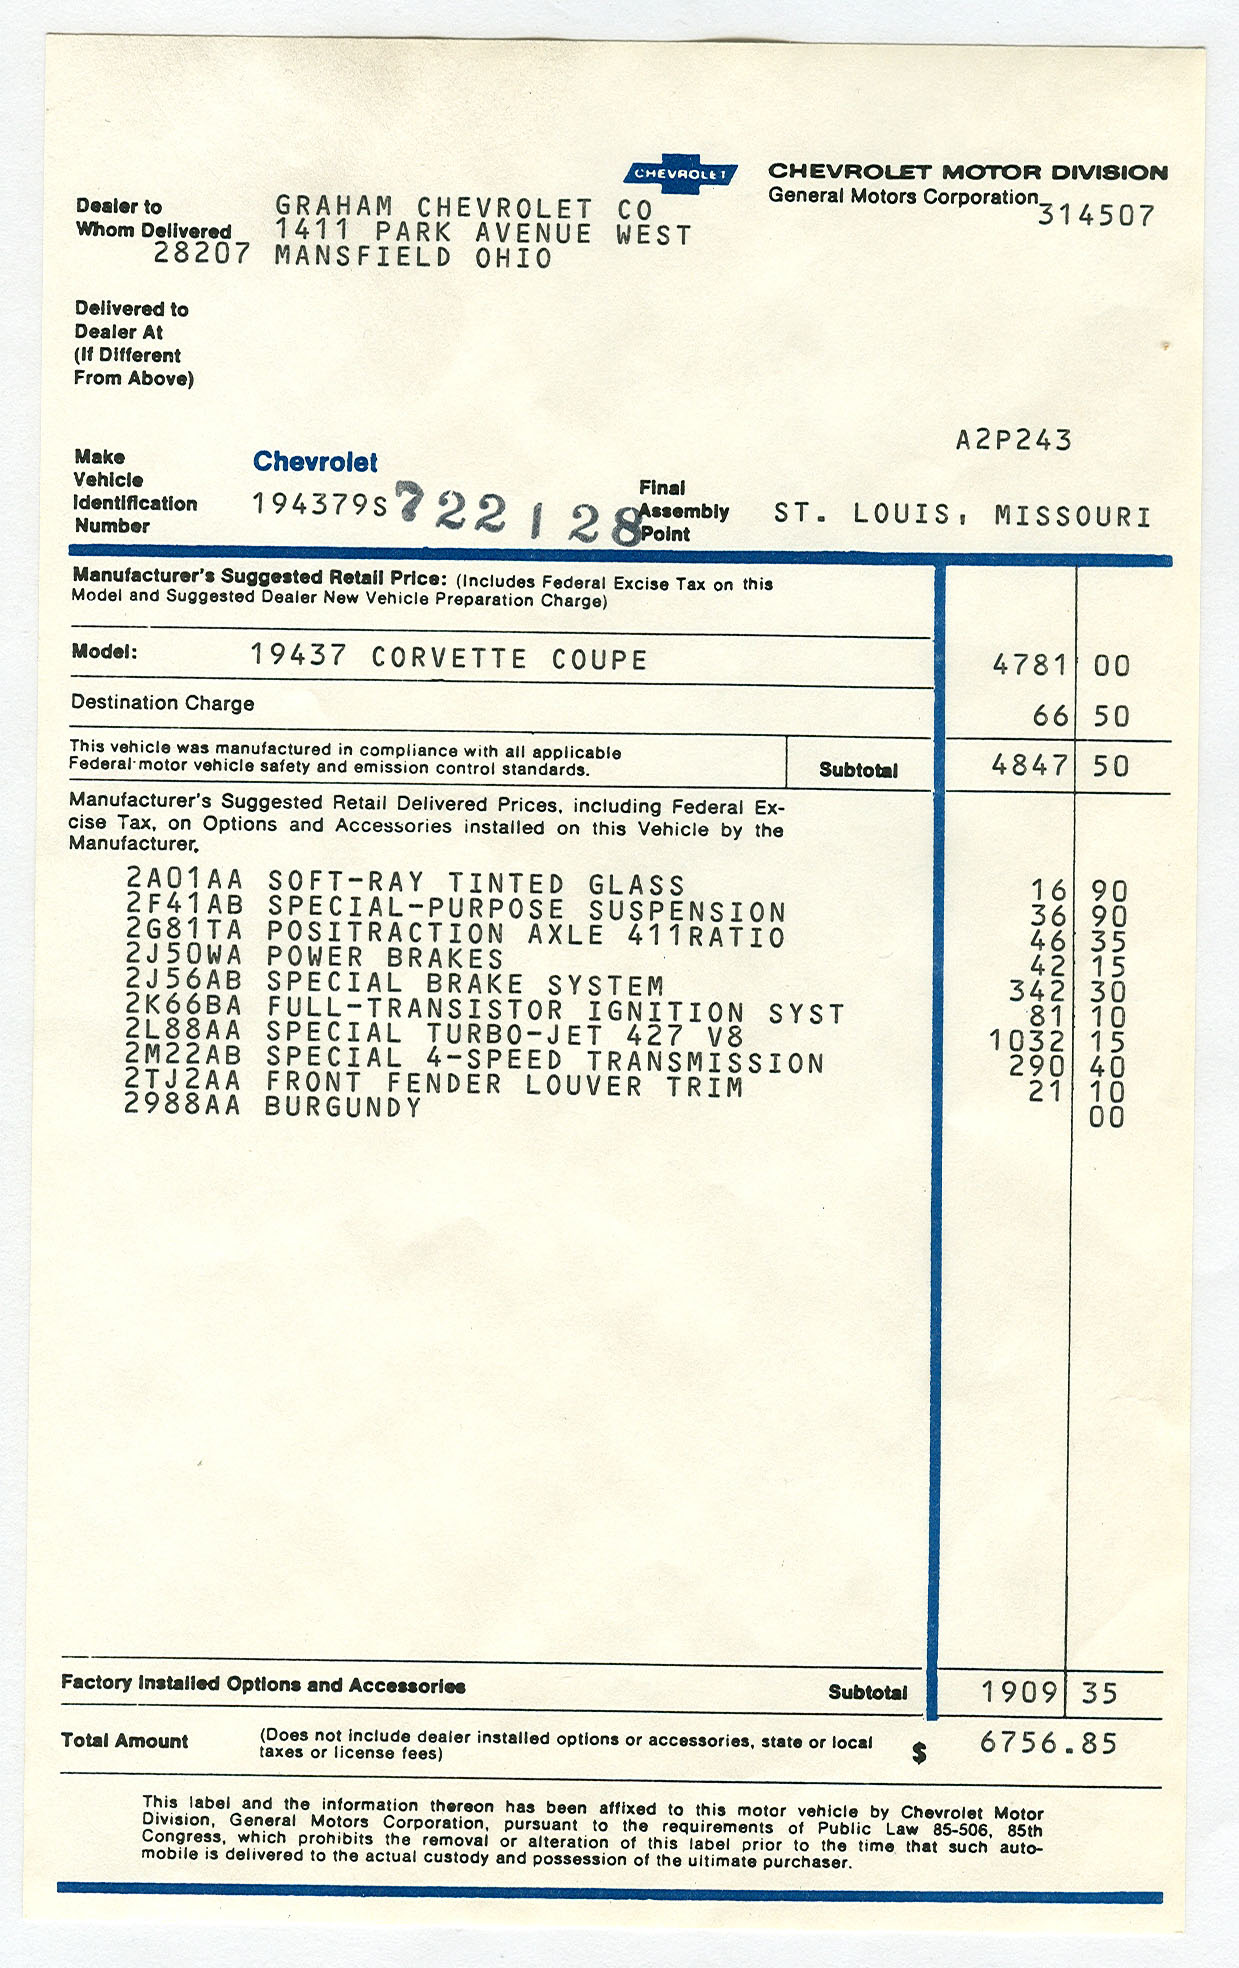 CHEVROLET
CHEVROLET MOTOR DIVISION
General Motors Corporation
314507
Dealer to
Whom Delivered
GRAHAM CHEVROLET CO
1411 PARK AVENUE WEST
28207 MANSFIELD OHIO
Delivered to
Dealer At
(If Different
From Above)
A2P243
Make
Chevrolet
Vehicle
Identification
Number
194379S722128
Final
Assembly
Point
ST. LOUIS, MISSOURI
Manufacturer's Suggested Retail Price: (Includes Federal Excise Tax on this
Model and Suggested Dealer New Vehicle Preparation Charge)
Model: 19437 CORVETTE COUPE 4781 00
Destination Charge 66 50
This vehicle was manufactured in compliance with all applicable
Federal motor vehicle safety and emission control standards.
Subtotal 4847 50
Manufacturer's Suggested Retail Delivered Prices, including Federal Ex-
cise Tax, on Options and Accessories installed on this Vehicle by the
Manufacturer.
2A01AA SOFT-RAY TINTED GLASS 16 90
2F41AB SPECIAL-PURPOSE SUSPENSION 36 90
2G81TA POSITRACTION AXLE 411RATIO 46 35
2J50WA POWER BRAKES 42 15
2J56AB SPECIAL BRAKE SYSTEM 342 30
2K66BA FULL-TRANSISTOR IGNITION SYST 81 10
2L88AA SPECIAL TURBO-JET 427 V8 1032 15
2M22AB SPECIAL 4-SPEED TRANSMISSION 290 40
2TJ2AA FRONT FENDER LOUVER TRIM 21 10
2988AA BURGUNDY 00
Factory Installed Options and Accessories Subtotal 1909 35
Total Amount (Does not include dealer installed options or accessories, state or local
taxes or license fees) $ 6756.85
This label and the information thereon has been affixed to this motor vehicle by Chevrolet Motor
Division, General Motors Corporation, pursuant to the requirements of Public Law 85-506, 85th
Congress, which prohibits the removal or alteration of this label prior to the time that such auto-
mobile is delivered to the actual custody and possession of the ultimate purchaser.